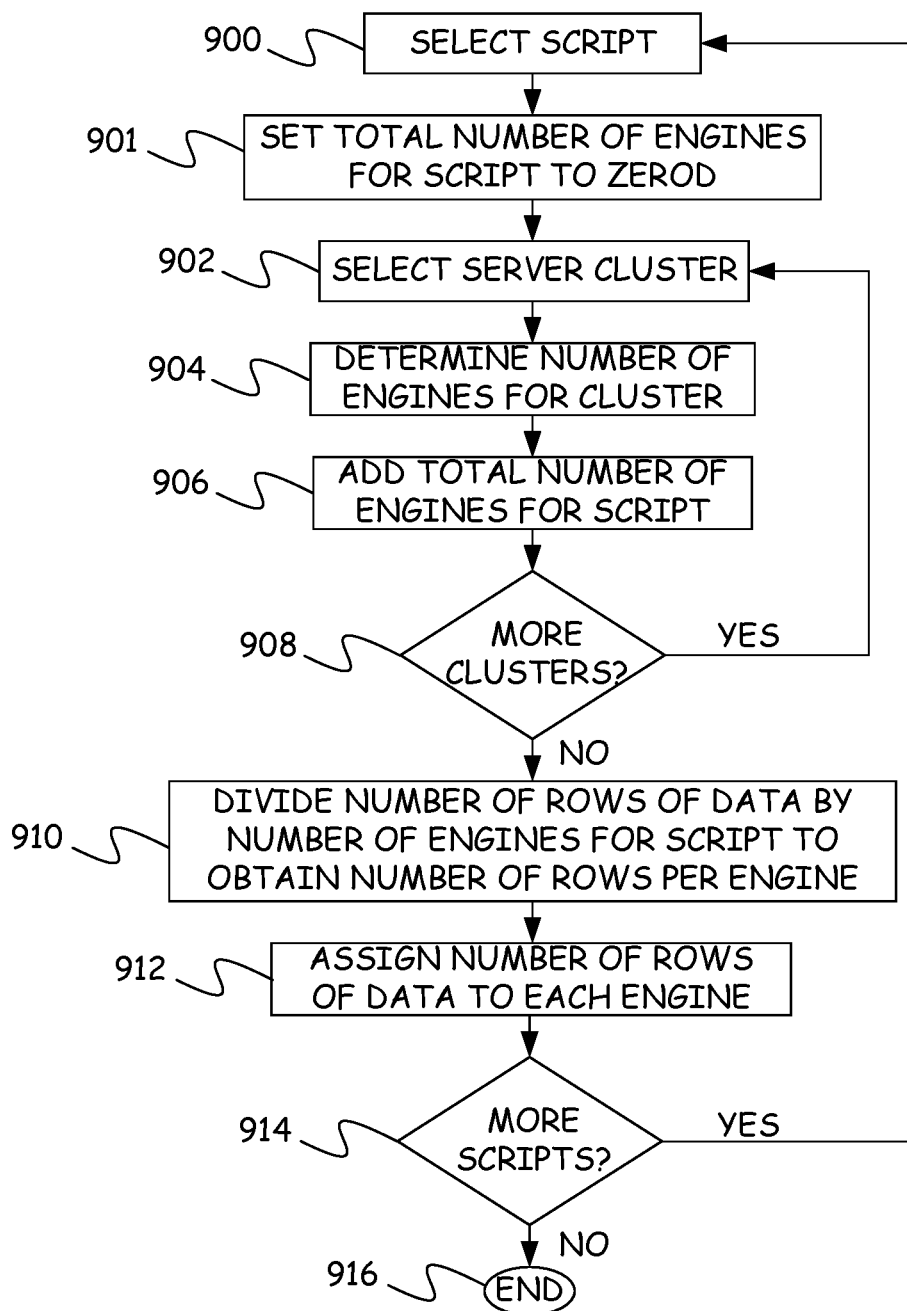 900
SELECT SCRIPT
901
SET TOTAL NUMBER OF ENGINES
FOR SCRIPT TO ZEROD
902
SELECT SERVER CLUSTER
904
DETERMINE NUMBER OF
ENGINES FOR CLUSTER
906
ADD TOTAL NUMBER OF
ENGINES FOR SCRIPT
908
MORE
CLUSTERS?
YES
NO
910
DIVIDE NUMBER OF ROWS OF DATA BY
NUMBER OF ENGINES FOR SCRIPT TO
OBTAIN NUMBER OF ROWS PER ENGINE
912
ASSIGN NUMBER OF ROWS
OF DATA TO EACH ENGINE
914
MORE
SCRIPTS?
YES
NO
916
END